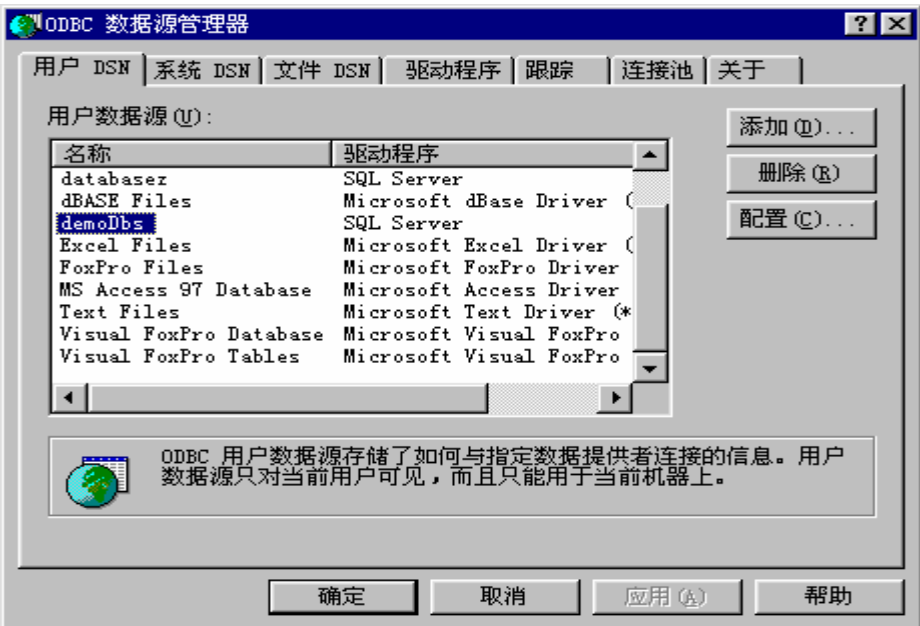 ODBC 数据源管理器
用户 DSN 系统 DSN 文件 DSN 驱动程序 跟踪 连接池 关于
用户数据源(U):
添加(D)...
名称 驱动程序
删除(R)
databasez SQL Server
dBASE Files Microsoft dBase Driver (
demoDbs SQL Server
配置(C)...
Excel Files Microsoft Excel Driver (
FoxPro Files Microsoft FoxPro Driver
MS Access 97 Database Microsoft Access Driver
Text Files Microsoft Text Driver (*
Visual FoxPro Database Microsoft Visual FoxPro
Visual FoxPro Tables Microsoft Visual FoxPro
ODBC 用户数据源存储了如何与指定数据提供者连接的信息。用户
数据源只对当前用户可见，而且只能用于当前机器上。
确定 取消 应用(A) 帮助